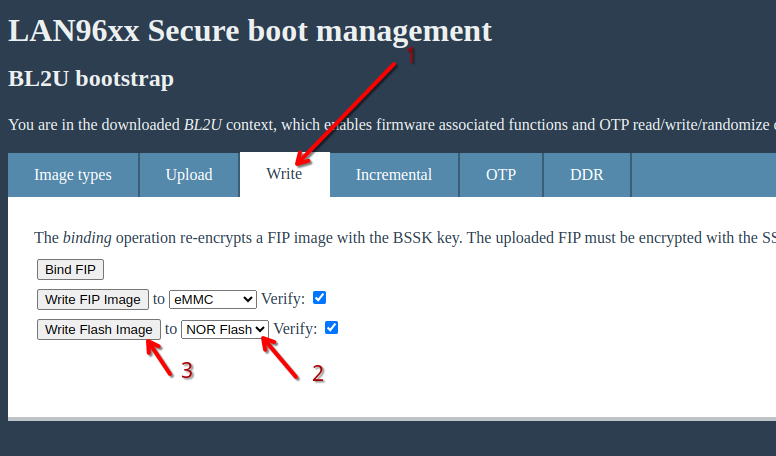 LAN96xx Secure boot management
1
BL2U bootstrap
You are in the downloaded BL2U context, which enables firmware associated functions and OTP read/write/randomize
Image types Upload Write Incremental OTP DDR
The binding operation re-encrypts a FIP image with the BSSK key. The uploaded FIP must be encrypted with the
Bind FIP
Write FIP Image to eMMC Verify:
Write Flash Image to NOR Flash Verify:
3 2